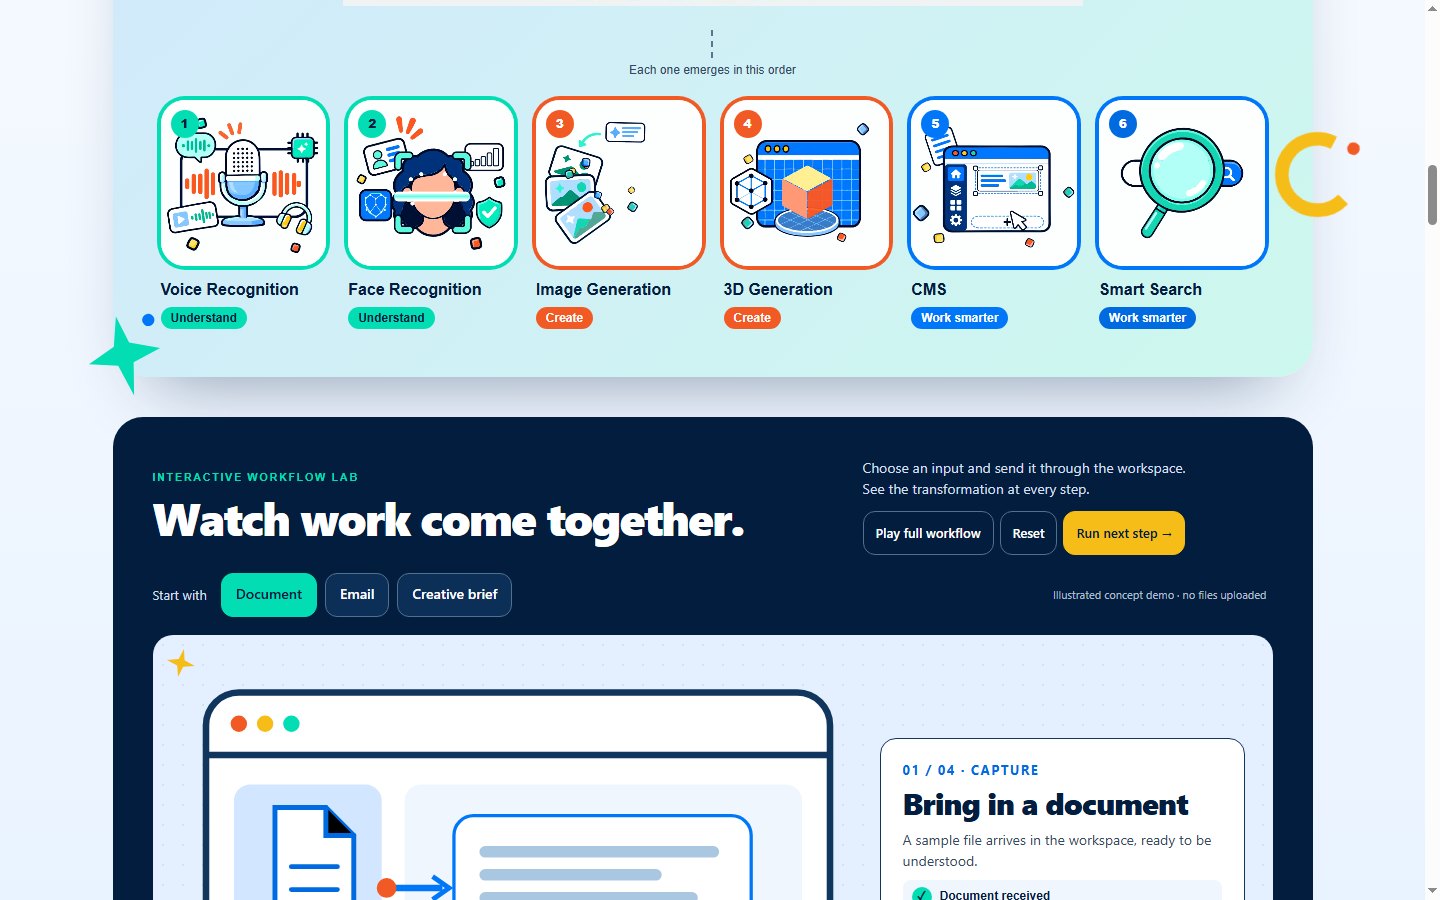 Each one emerges in this order
1
2
3
4
5
6
Voice Recognition
Face Recognition
Image Generation
3D Generation
CMS
Smart Search
Understand
Understand
Create
Create
Work smarter
Work smarter
INTERACTIVE WORKFLOW LAB
Watch work come together.
Choose an input and send it through the workspace.
See the transformation at every step.
Play full workflow
Reset
Run next step →
Start with
Document
Email
Creative brief
Illustrated concept demo · no files uploaded
01 / 04 · CAPTURE
Bring in a document
A sample file arrives in the workspace, ready to be
understood.
Document received